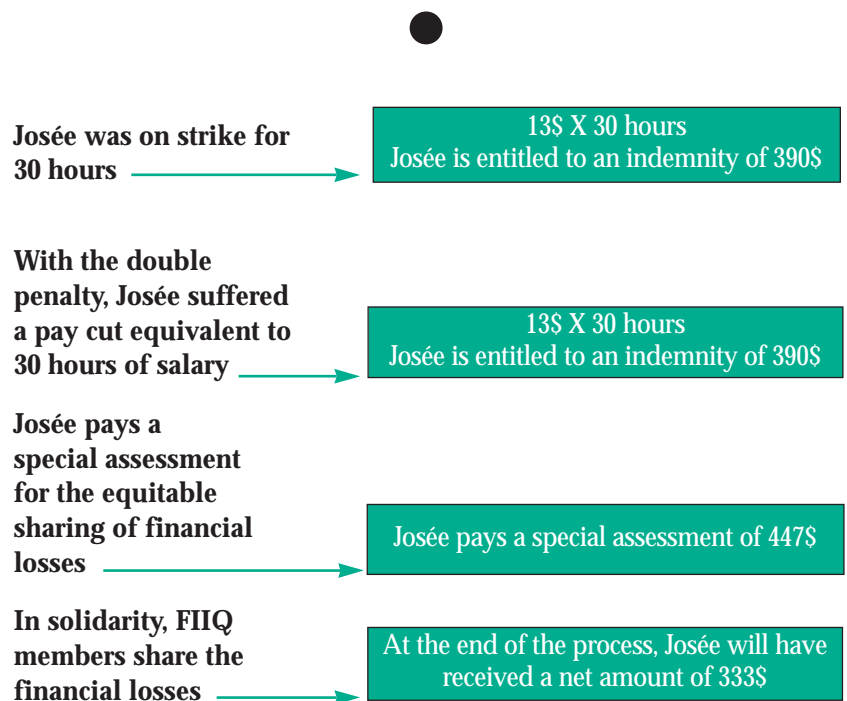 Josée was on strike for
30 hours
13$ X 30 hours
Josée is entitled to an indemnity of 390$
With the double
penalty, Josée suffered
a pay cut equivalent to
30 hours of salary
13$ X 30 hours
Josée is entitled to an indemnity of 390$
Josée pays a
special assessment
for the equitable
sharing of financial
losses
Josée pays a special assessment of 447$
In solidarity, FIIQ
members share the
financial losses
At the end of the process, Josée will have
received a net amount of 333$